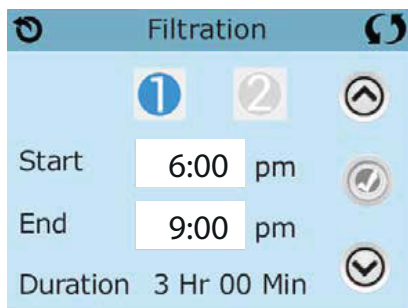 Filtration
1 2
Start 6:00 pm
End 9:00 pm
Duration 3 Hr 00 Min